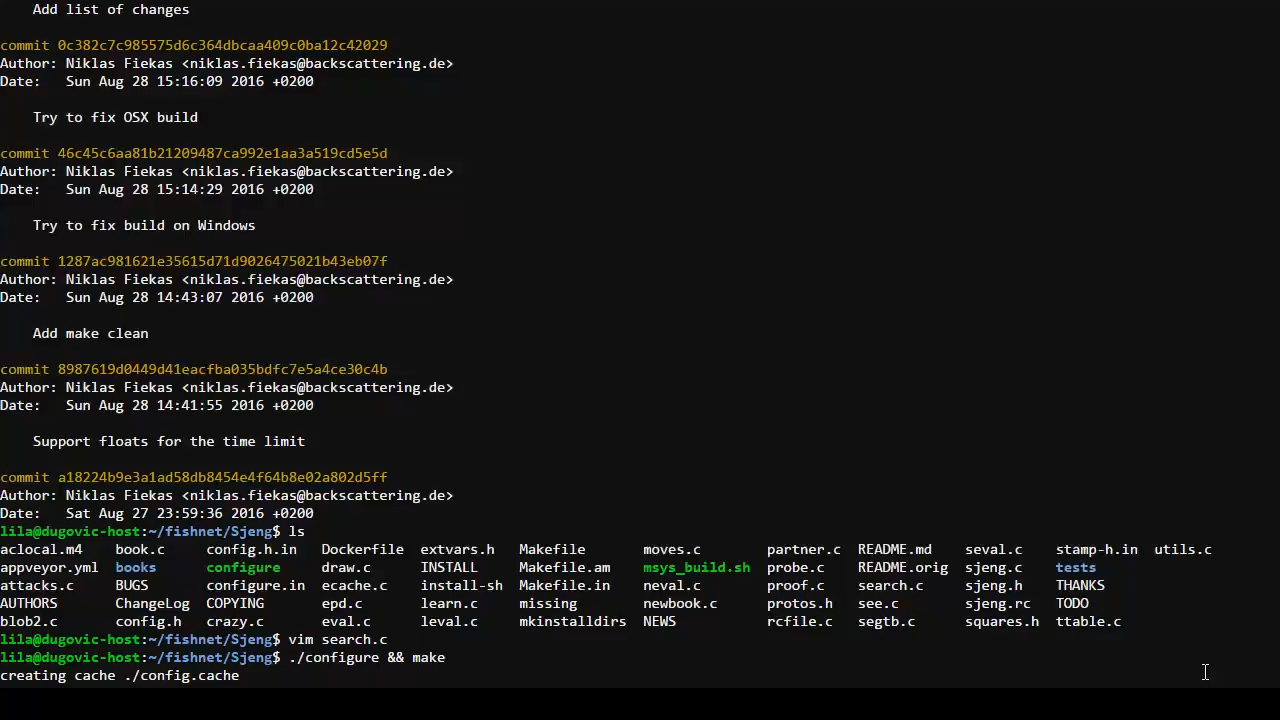 Add list of changes
commit 0c382c7c985575d6c364dbcaa409c0ba12c42029
Author: Niklas Fiekas <niklas.fiekas@backscattering.de>
Date:   Sun Aug 28 15:16:09 2016 +0200
Try to fix OSX build
commit 46c45c6aa81b21209487ca992e1aa3a519cd5e5d
Author: Niklas Fiekas <niklas.fiekas@backscattering.de>
Date:   Sun Aug 28 15:14:29 2016 +0200
Try to fix build on Windows
commit 1287ac981621e35615d71d9026475021b43eb07f
Author: Niklas Fiekas <niklas.fiekas@backscattering.de>
Date:   Sun Aug 28 14:43:07 2016 +0200
Add make clean
commit 8987619d0449d41eacfba035bdfc7e5a4ce30c4b
Author: Niklas Fiekas <niklas.fiekas@backscattering.de>
Date:   Sun Aug 28 14:41:55 2016 +0200
Support floats for the time limit
commit a18224b9e3a1ad58db8454e4f64b8e02a802d5ff
Author: Niklas Fiekas <niklas.fiekas@backscattering.de>
Date:   Sat Aug 27 23:59:36 2016 +0200
lila@dugovic-host:~/fishnet/Sjeng$ ls
aclocal.m4    book.c     config.h.in   Dockerfile  extvars.h   Makefile      moves.c        partner.c  README.md    seval.c    stamp-h.in  utils.c
appveyor.yml  books      configure     draw.c      INSTALL     Makefile.am   msys_build.sh  probe.c    README.orig  sjeng.c    tests
attacks.c     BUGS       configure.in  ecache.c    install-sh  Makefile.in   neval.c        proof.c    search.c     sjeng.h    THANKS
AUTHORS       ChangeLog  COPYING       epd.c       learn.c     missing       newbook.c      protos.h   see.c        sjeng.rc   TODO
blob2.c       config.h   crazy.c       eval.c      leval.c     mkinstalldirs  NEWS           rcfile.c   segtb.c      squares.h  ttable.c
lila@dugovic-host:~/fishnet/Sjeng$ vim search.c
lila@dugovic-host:~/fishnet/Sjeng$ ./configure && make
creating cache ./config.cache